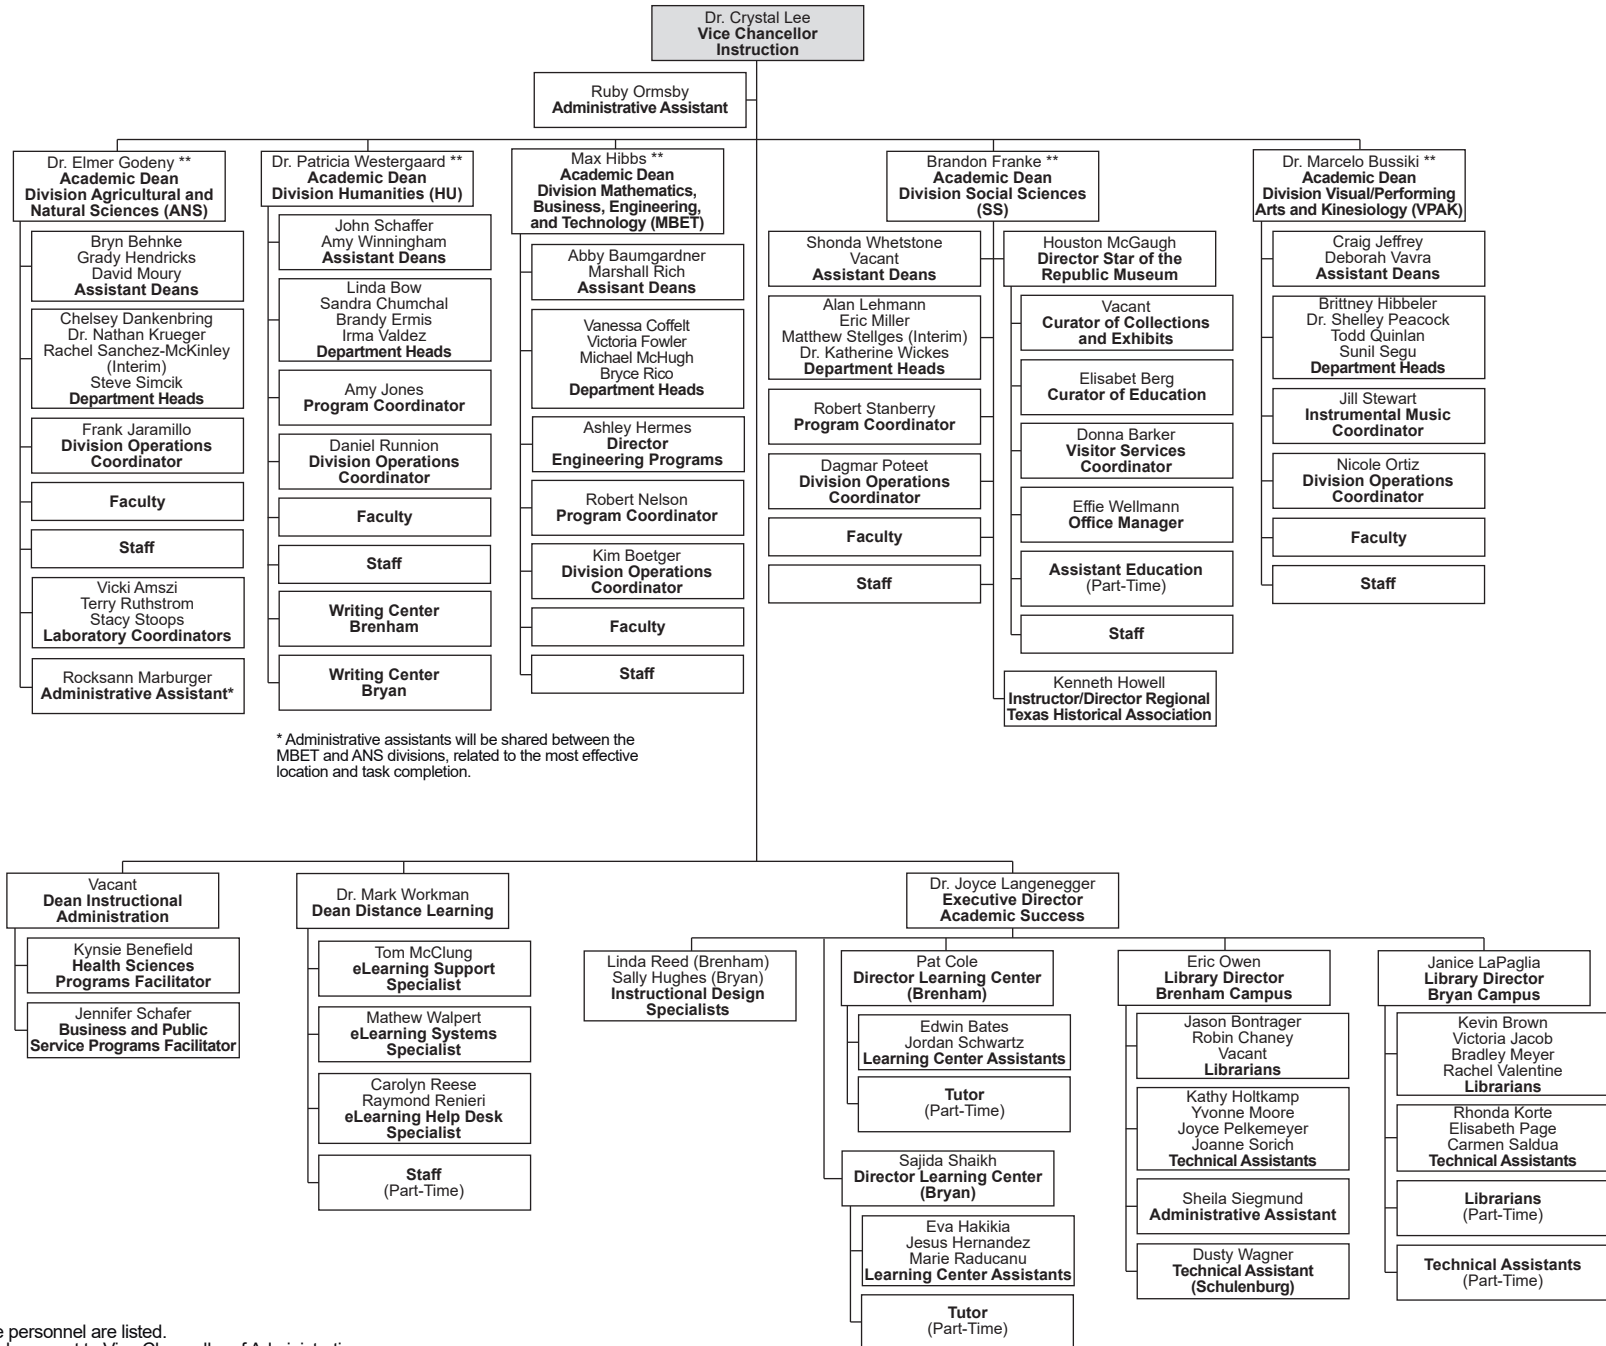 Dr. Crystal Lee
Vice Chancellor
Instruction
Ruby Ormsby
Administrative Assistant
Dr. Elmer Godeny **
Academic Dean
Division Agricultural and
Natural Sciences (ANS)
Bryn Behnke
Grady Hendricks
David Moury
Assistant Deans
Chelsey Dankenbring
Dr. Nathan Krueger
Rachel Sanchez-McKinley
(Interim)
Steve Simcik
Department Heads
Frank Jaramillo
Division Operations
Coordinator
Faculty
Staff
Vicki Amszi
Terry Ruthstrom
Stacy Stoops
Laboratory Coordinators
Rocksann Marburger
Administrative Assistant*
Dr. Patricia Westergaard **
Academic Dean
Division Humanities (HU)
John Schaffer
Amy Winningham
Assistant Deans
Linda Bow
Sandra Chumchal
Brandy Ermis
Irma Valdez
Department Heads
Amy Jones
Program Coordinator
Daniel Runnion
Division Operations
Coordinator
Faculty
Staff
Writing Center
Brenham
Writing Center
Bryan
Max Hibbs **
Academic Dean
Division Mathematics,
Business, Engineering,
and Technology (MBET)
Abby Baumgardner
Marshall Rich
Assisant Deans
Vanessa Coffelt
Victoria Fowler
Michael McHugh
Bryce Rico
Department Heads
Ashley Hermes
Director
Engineering Programs
Robert Nelson
Program Coordinator
Kim Boetger
Division Operations
Coordinator
Faculty
Staff
Brandon Franke **
Academic Dean
Division Social Sciences
(SS)
Shonda Whetstone
Vacant
Assistant Deans
Alan Lehmann
Eric Miller
Matthew Stellges (Interim)
Dr. Katherine Wickes
Department Heads
Robert Stanberry
Program Coordinator
Dagmar Poteet
Division Operations
Coordinator
Faculty
Staff
Houston McGaugh
Director Star of the
Republic Museum
Vacant
Curator of Collections
and Exhibits
Elisabet Berg
Curator of Education
Donna Barker
Visitor Services
Coordinator
Effie Wellmann
Office Manager
Assistant Education
(Part-Time)
Staff
Kenneth Howell
Instructor/Director Regional
Texas Historical Association
Dr. Marcelo Bussiki **
Academic Dean
Division Visual/Performing
Arts and Kinesiology (VPAK)
Craig Jeffrey
Deborah Vavra
Assistant Deans
Brittney Hibbeler
Dr. Shelley Peacock
Todd Quinlan
Sunil Segu
Department Heads
Jill Stewart
Instrumental Music
Coordinator
Nicole Ortiz
Division Operations
Coordinator
Faculty
Staff
* Administrative assistants will be shared between the
MBET and ANS divisions, related to the most effective
location and task completion.
Vacant
Dean Instructional
Administration
Kynsie Benefield
Health Sciences
Programs Facilitator
Jennifer Schafer
Business and Public
Service Programs Facilitator
Dr. Mark Workman
Dean Distance Learning
Tom McClung
eLearning Support
Specialist
Mathew Walpert
eLearning Systems
Specialist
Carolyn Reese
Raymond Renieri
eLearning Help Desk
Specialist
Staff
(Part-Time)
Dr. Joyce Langenegger
Executive Director
Academic Success
Linda Reed (Brenham)
Sally Hughes (Bryan)
Instructional Design
Specialists
Pat Cole
Director Learning Center
(Brenham)
Edwin Bates
Jordan Schwartz
Learning Center Assistants
Tutor
(Part-Time)
Sajida Shaikh
Director Learning Center
(Bryan)
Eva Hakikia
Jesus Hernandez
Marie Raducanu
Learning Center Assistants
Tutor
(Part-Time)
Eric Owen
Library Director
Brenham Campus
Jason Bontrager
Robin Chaney
Vacant
Librarians
Kathy Holtkamp
Yvonne Moore
Joyce Pelkemeyer
Joanne Sorich
Technical Assistants
Sheila Siegmund
Administrative Assistant
Dusty Wagner
Technical Assistant
(Schulenburg)
Janice LaPaglia
Library Director
Bryan Campus
Kevin Brown
Victoria Jacob
Bradley Meyer
Rachel Valentine
Librarians
Rhonda Korte
Elisabeth Page
Carmen Saldua
Technical Assistants
Librarians
(Part-Time)
Technical Assistants
(Part-Time)
personnel are listed.